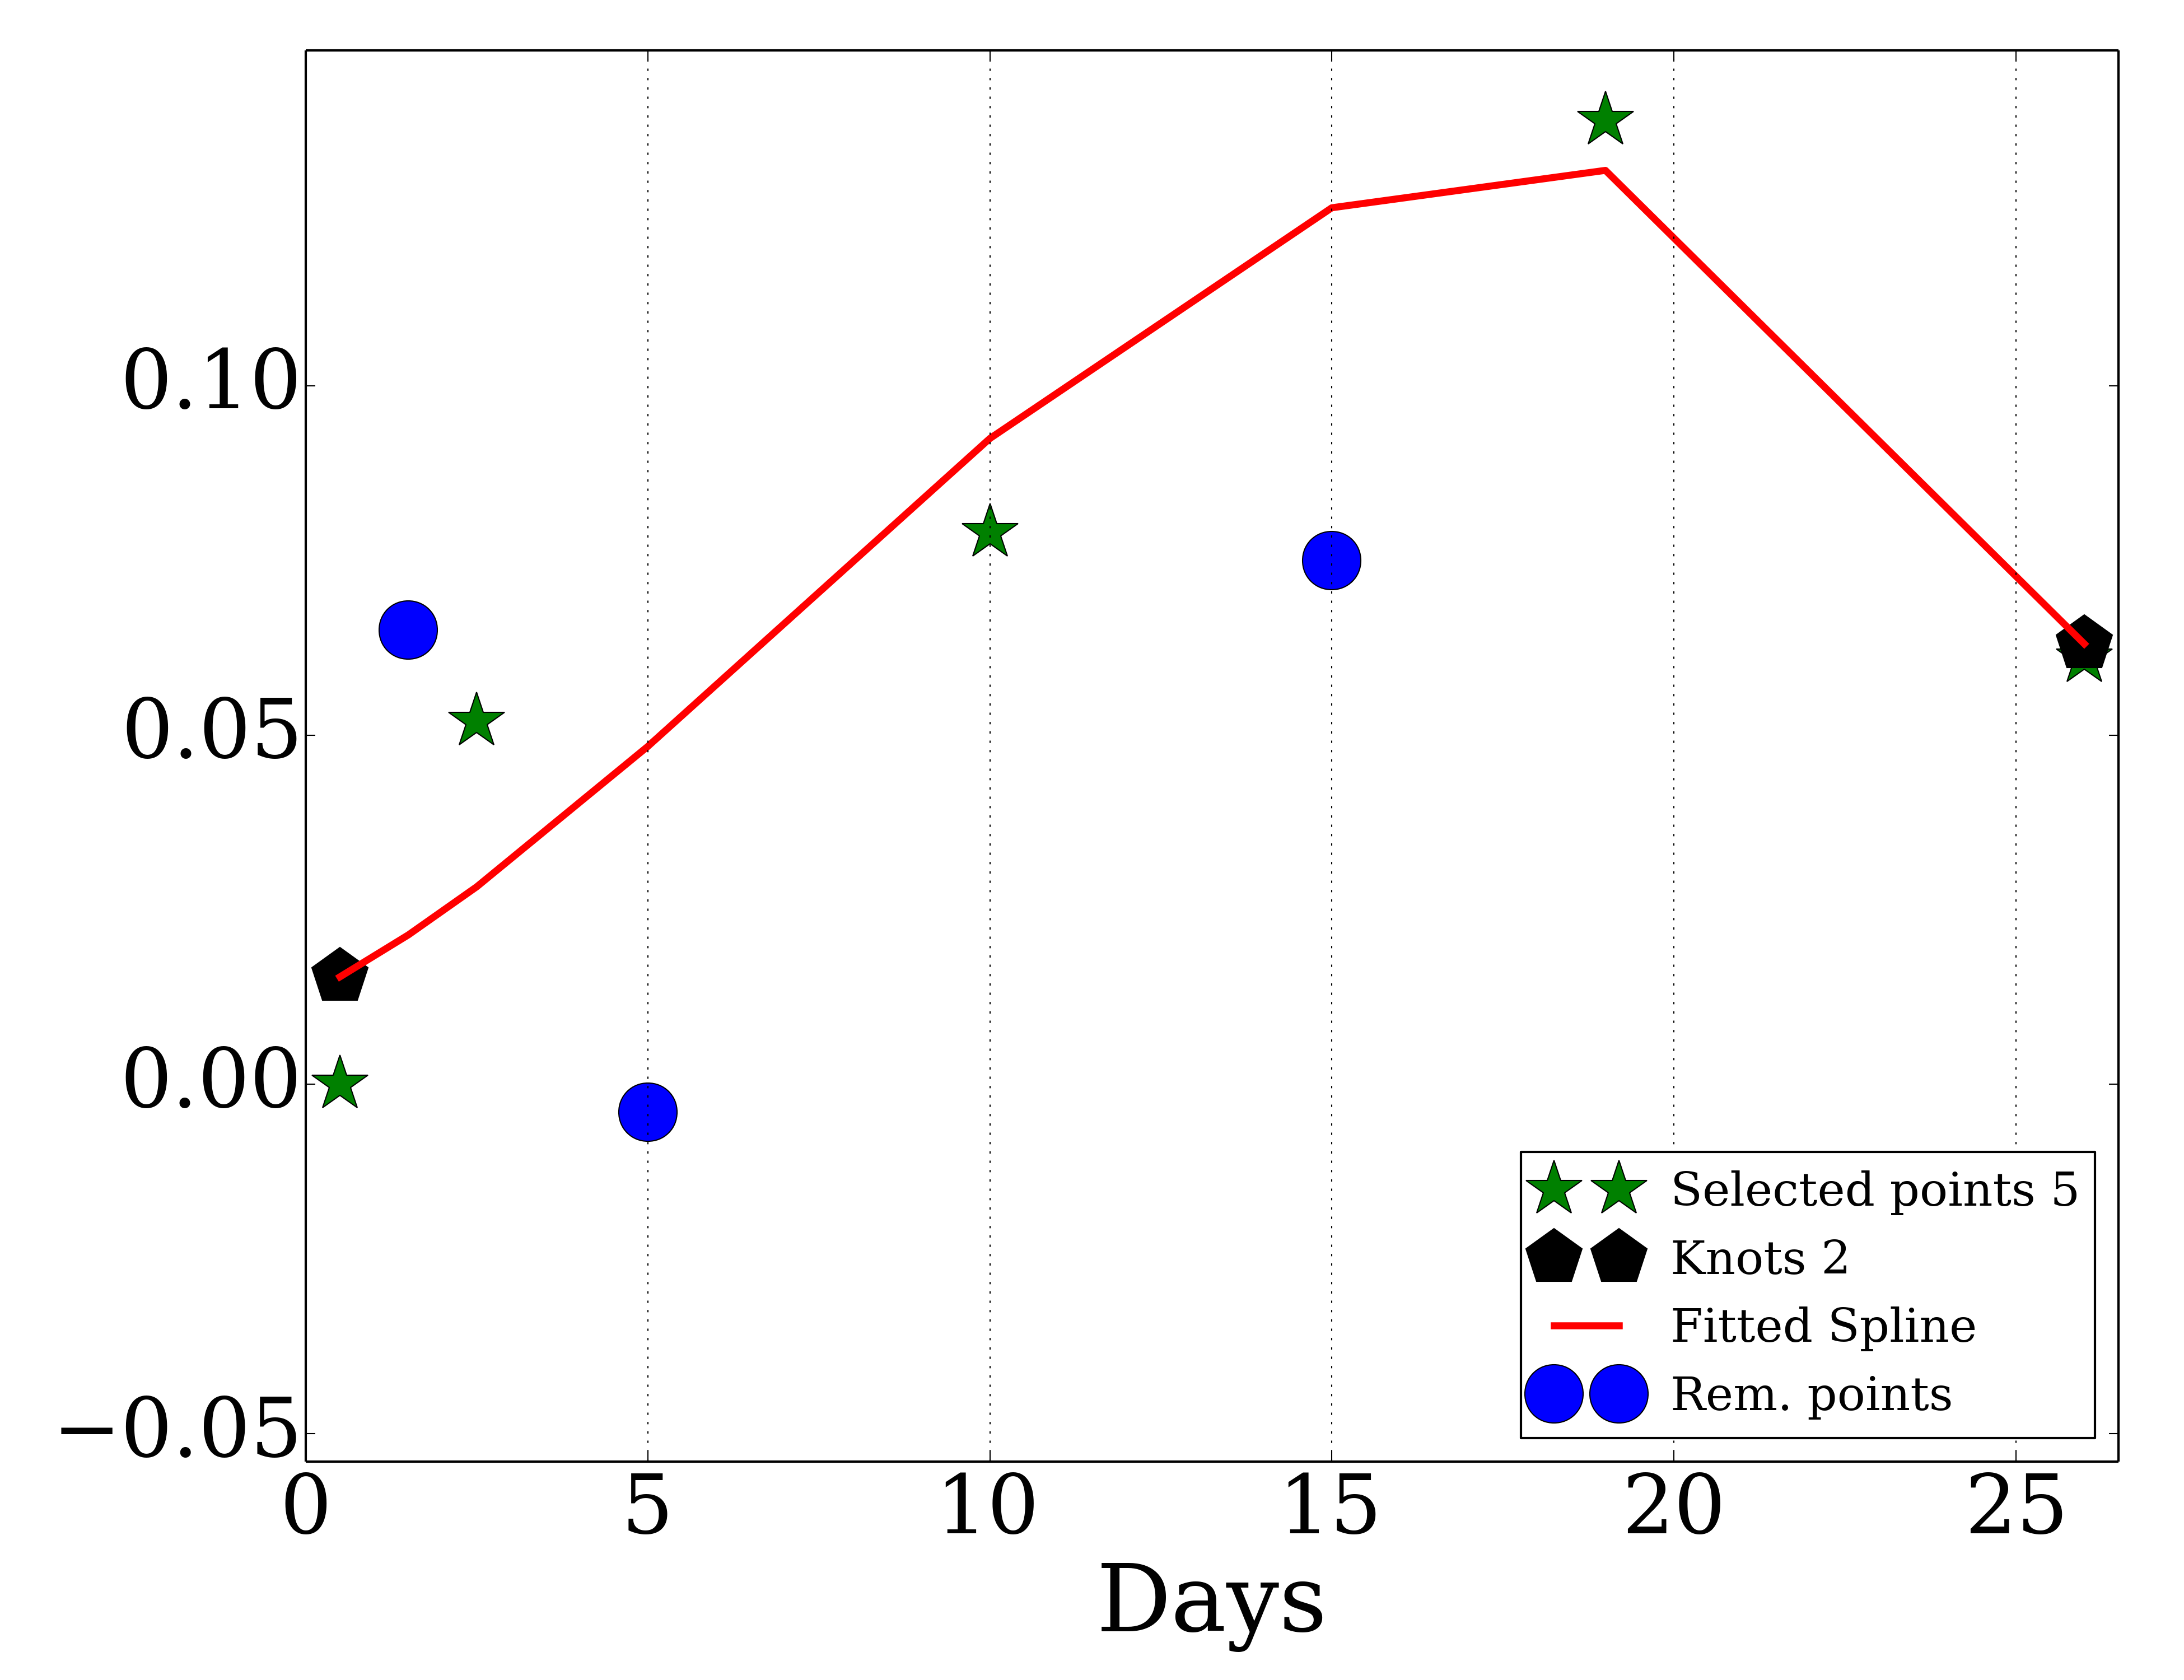 0.10
0.05
0.00
−0.05
0 5 10 15 20 25
Days
Selected points 5
Knots 2
Fitted Spline
Rem. points